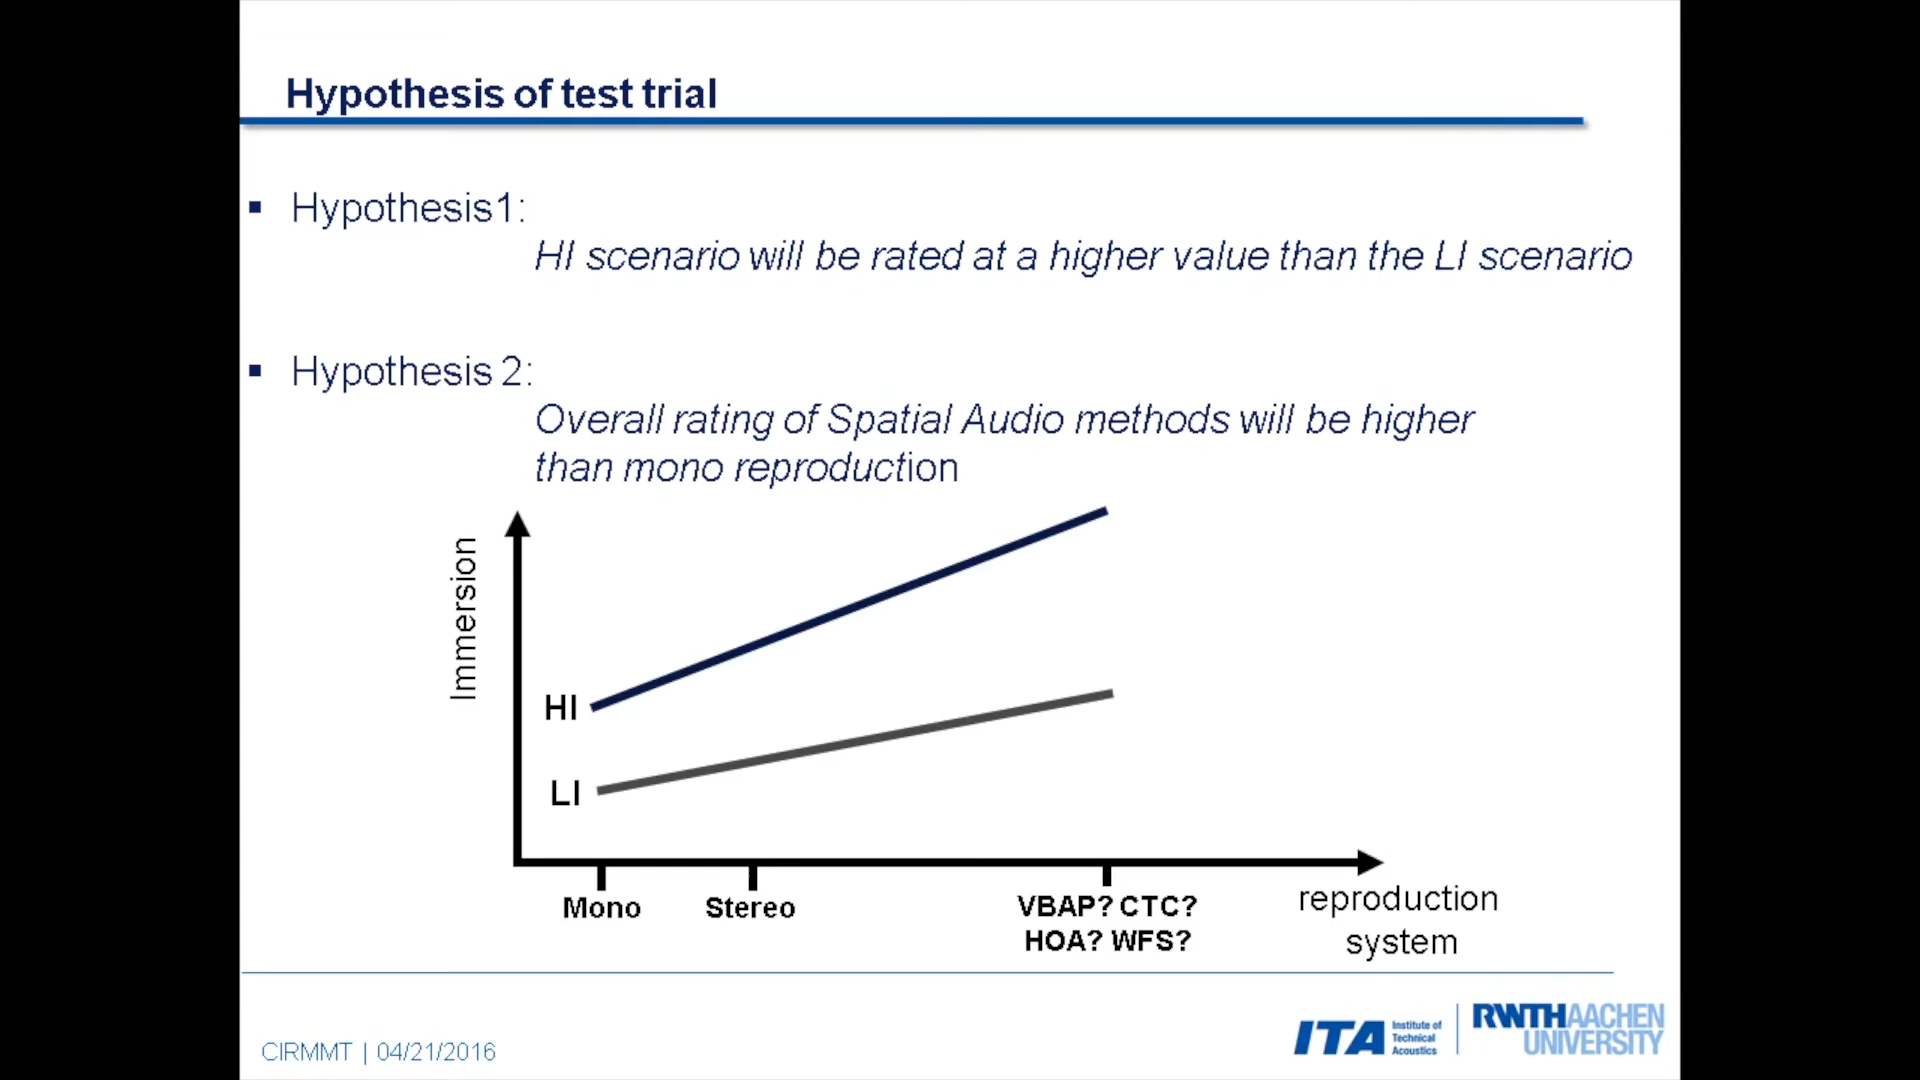 Hypothesis of test trial
▪ Hypothesis1:
HI scenario will be rated at a higher value than the LI scenario
▪ Hypothesis 2:
Overall rating of Spatial Audio methods will be higher
than mono reproduction
Immersion
HI
LI
Mono
Stereo
VBAP? CTC?
HOA? WFS?
reproduction
system
CIRMMT | 04/21/2016
ITA
Institute of
Technical
Acoustics
RWTHAACHEN
UNIVERSITY